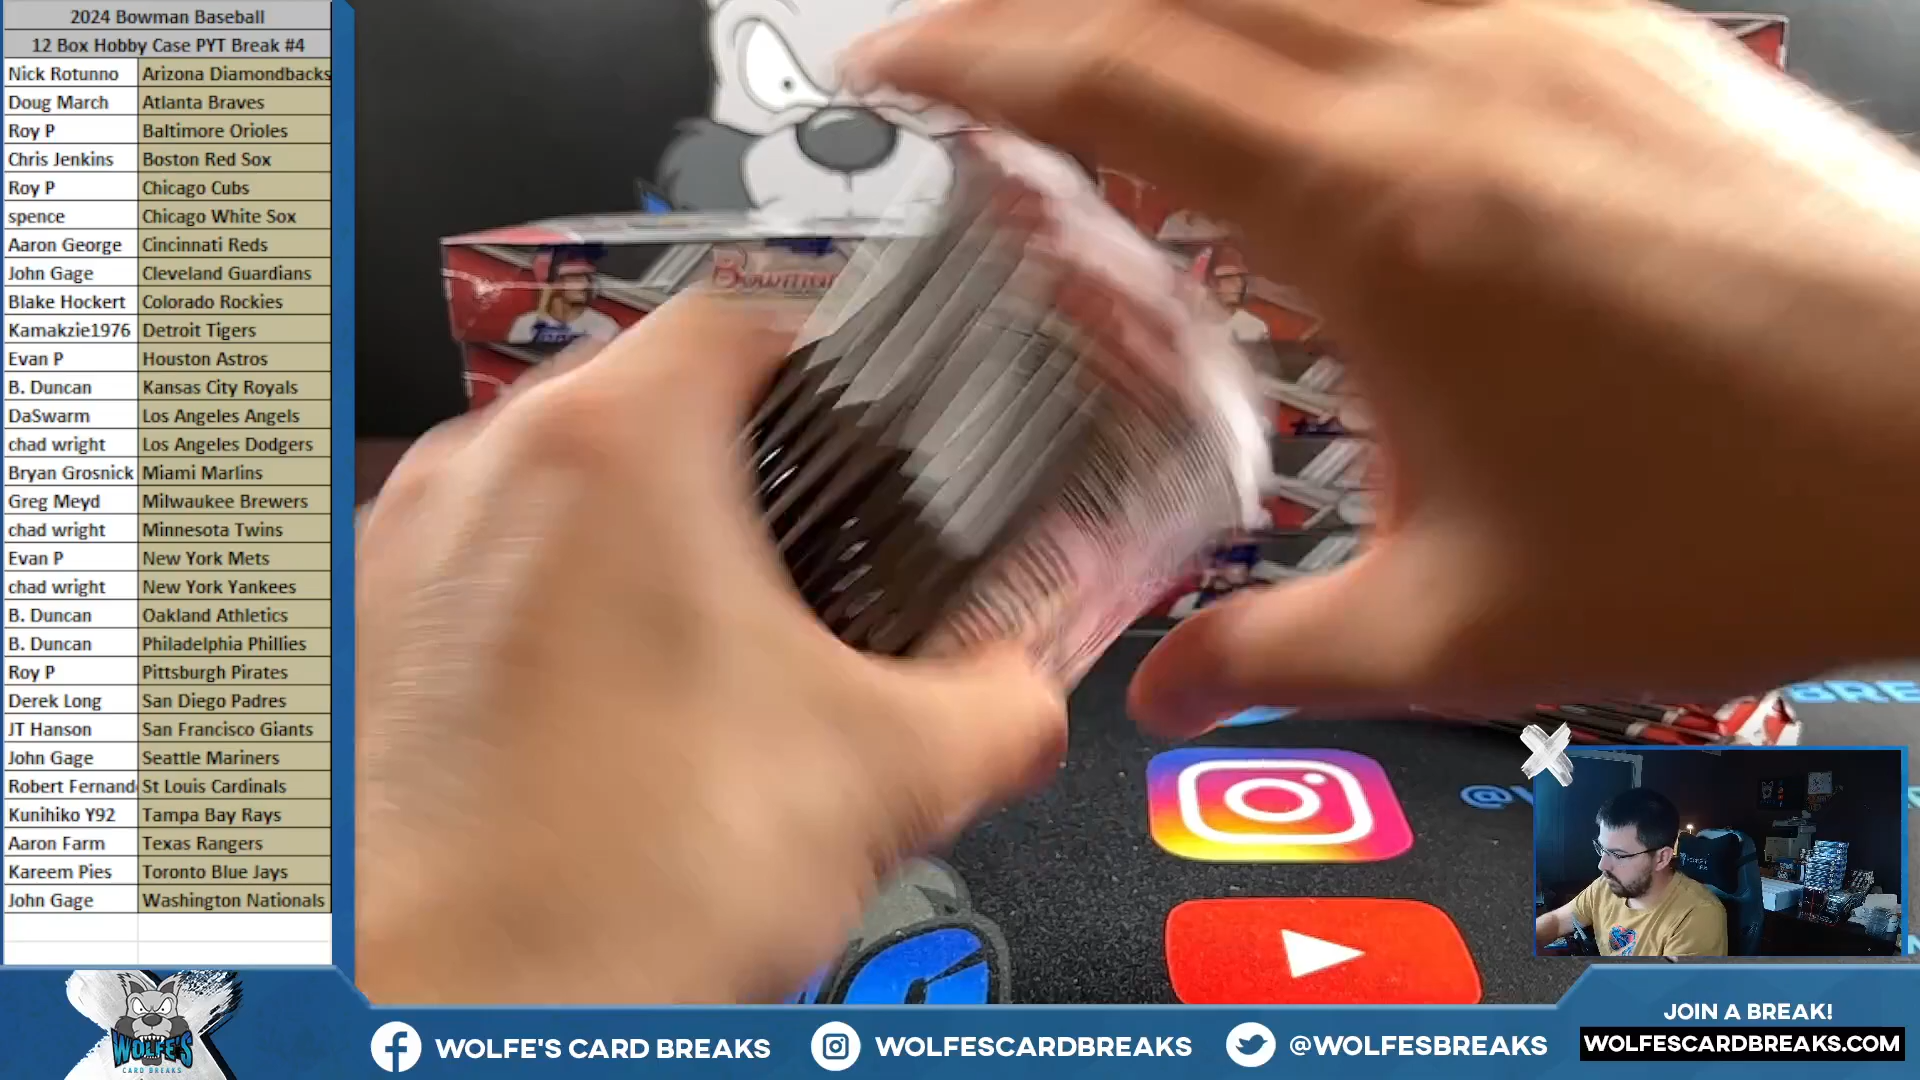 2024 Bowman Baseball
12 Box Hobby Case PYT Break #4
Nick Rotunno Arizona Diamondbacks
Doug March Atlanta Braves
Roy P Baltimore Orioles
Chris Jenkins Boston Red Sox
Roy P Chicago Cubs
spence Chicago White Sox
Aaron George Cincinnati Reds
John Gage Cleveland Guardians
Blake Hockert Colorado Rockies
Kamakzie1976 Detroit Tigers
Evan P Houston Astros
B. Duncan Kansas City Royals
DaSwarm Los Angeles Angels
chad wright Los Angeles Dodgers
Bryan Grosnick Miami Marlins
Greg Meyd Milwaukee Brewers
chad wright Minnesota Twins
Evan P New York Mets
chad wright New York Yankees
B. Duncan Oakland Athletics
B. Duncan Philadelphia Phillies
Roy P Pittsburgh Pirates
Derek Long San Diego Padres
JT Hanson San Francisco Giants
John Gage Seattle Mariners
Robert Fernand St Louis Cardinals
Kunihiko Y92 Tampa Bay Rays
Aaron Farm Texas Rangers
Kareem Pies Toronto Blue Jays
John Gage Washington Nationals
Bowman
BRE
WOLFE'S
CARD BREAKS
WOLFE'S CARD BREAKS
WOLFESCARDBREAKS
@WOLFESBREAKS
JOIN A BREAK!
WOLFESCARDBREAKS.COM